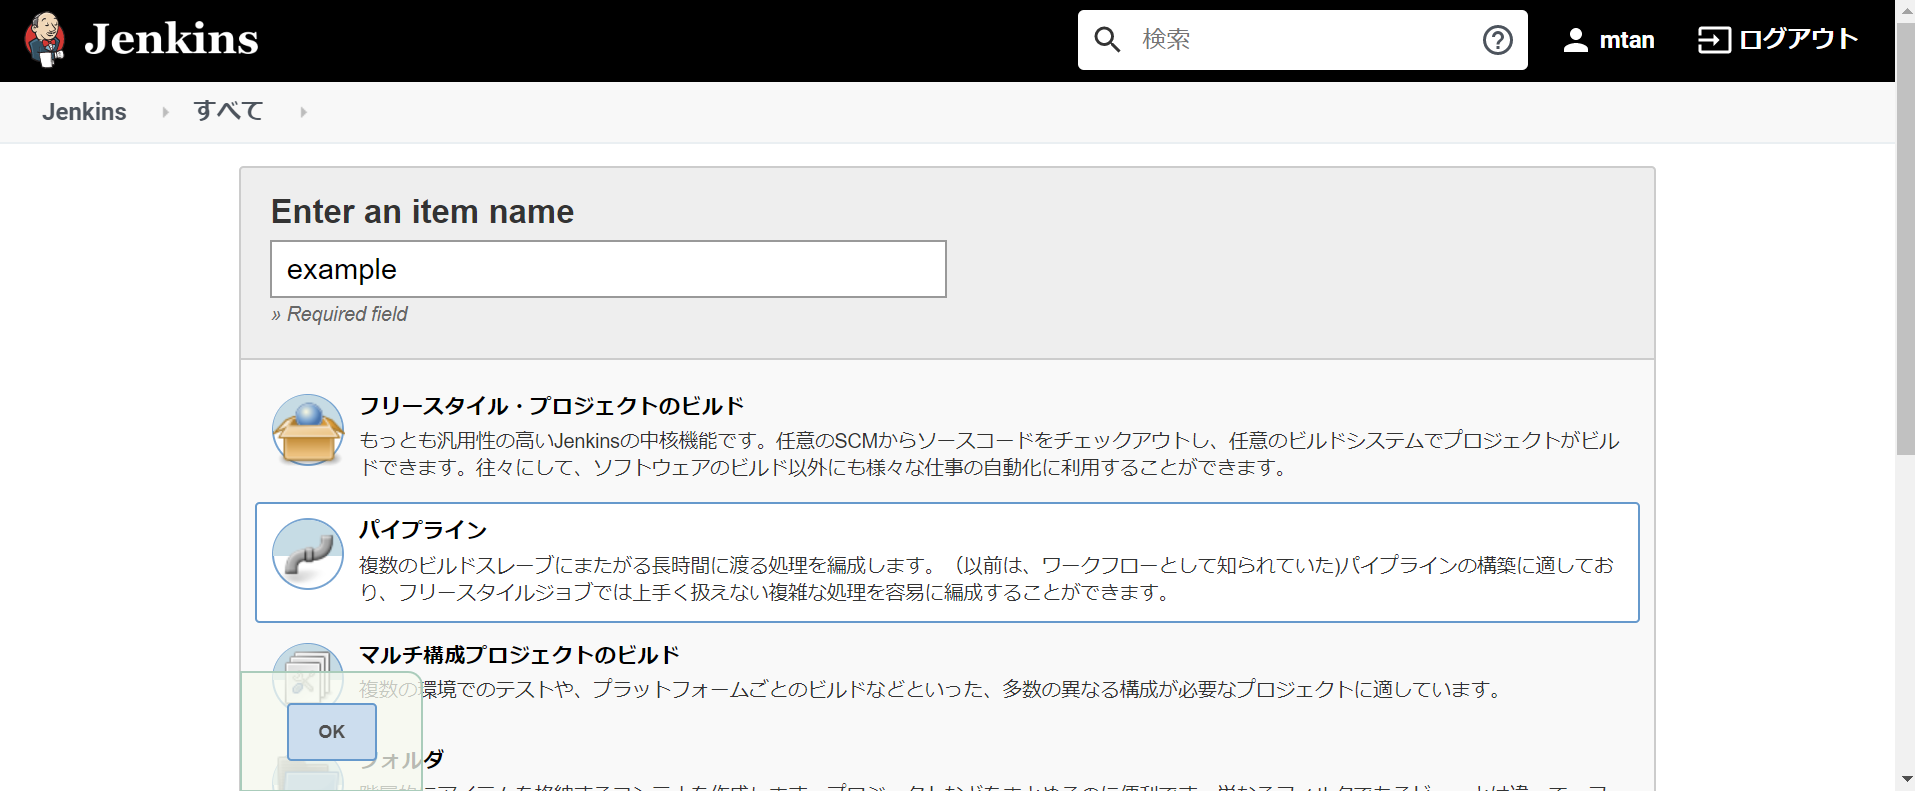 Jenkins
検索
mtan
ログアウト
Jenkins
すべて
Enter an item name
example
» Required field
フリースタイル・プロジェクトのビルド
もっとも汎用性の高いJenkinsの中核機能です。任意のSCMからソースコードをチェックアウトし、任意のビルドシステムでプロジェクトがビル
ドできます。往々にして、ソフトウェアのビルド以外にも様々な仕事の自動化に利用することができます。
パイプライン
複数のビルドスレーブにまたがる長時間に渡る処理を編成します。（以前は、ワークフローとして知られていた)パイプラインの構築に適してお
り、フリースタイルジョブでは上手く扱えない複雑な処理を容易に編成することができます。
マルチ構成プロジェクトのビルド
複数の環境でのテストや、プラットフォームごとのビルドなどといった、多数の異なる構成が必要なプロジェクトに適しています。
OK
フォルダ